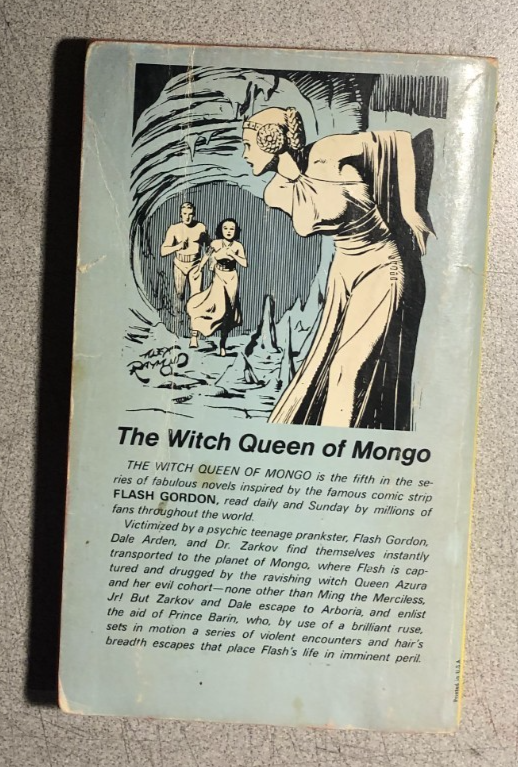 ALEX
RAYMOND
The Witch Queen of Mongo
THE WITCH QUEEN OF MONGO is the fifth in the se-
ries of fabulous novels inspired by the famous comic strip
FLASH GORDON, read daily and Sunday by millions of
fans throughout the world.
Victimized by a psychic teenage prankster, Flash Gordon,
Dale Arden, and Dr. Zarkov find themselves instantly
transported to the planet of Mongo, where Flash is cap-
tured and drugged by the ravishing witch Queen Azura
and her evil cohort—none other than Ming the Merciless,
Jr! But Zarkov and Dale escape to Arboria, and enlist
the aid of Prince Barin, who, by use of a brilliant ruse,
sets in motion a series of violent encounters and hair's
breadth escapes that place Flash's life in imminent peril.
Printed in U.S.A.